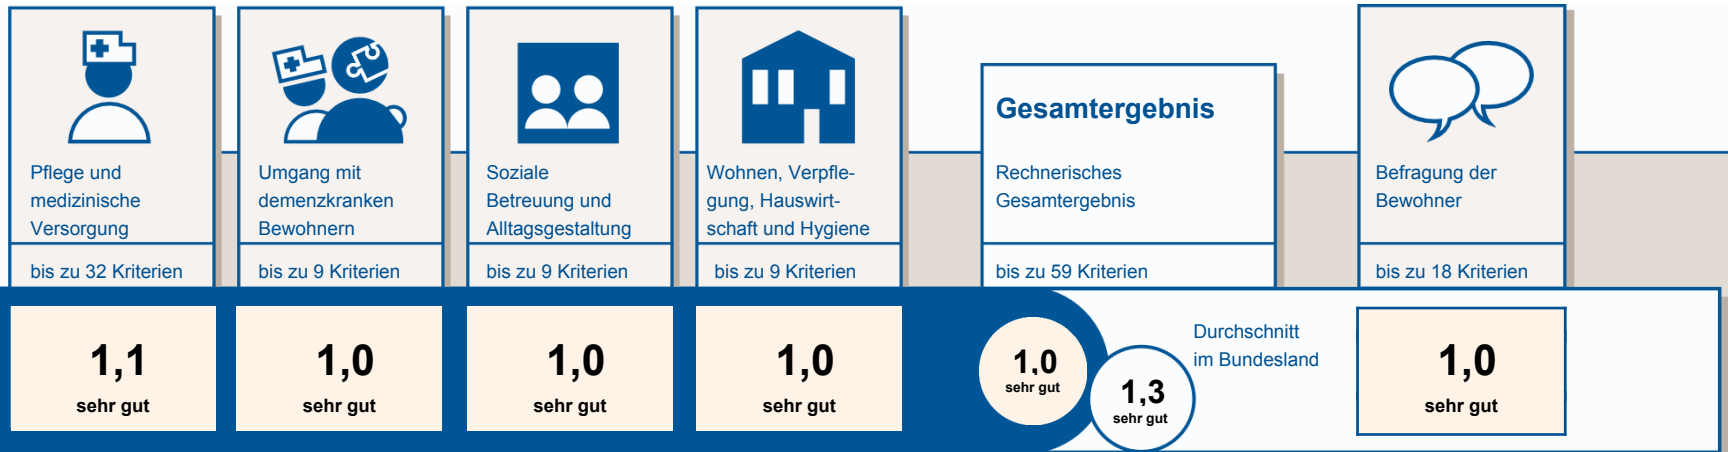 Pflege und
medizinische
Versorgung
bis zu 32 Kriterien
1,1
sehr gut
Umgang mit
demenzkranken
Bewohnern
bis zu 9 Kriterien
1,0
sehr gut
Soziale
Betreuung und
Alltagsgestaltung
bis zu 9 Kriterien
1,0
sehr gut
Wohnen, Verpfle-
gung, Hauswirt-
schaft und Hygiene
bis zu 9 Kriterien
1,0
sehr gut
Gesamtergebnis
Rechnerisches
Gesamtergebnis
bis zu 59 Kriterien
1,0
sehr gut
1,3
sehr gut
Durchschnitt
im Bundesland
Befragung der
Bewohner
bis zu 18 Kriterien
1,0
sehr gut